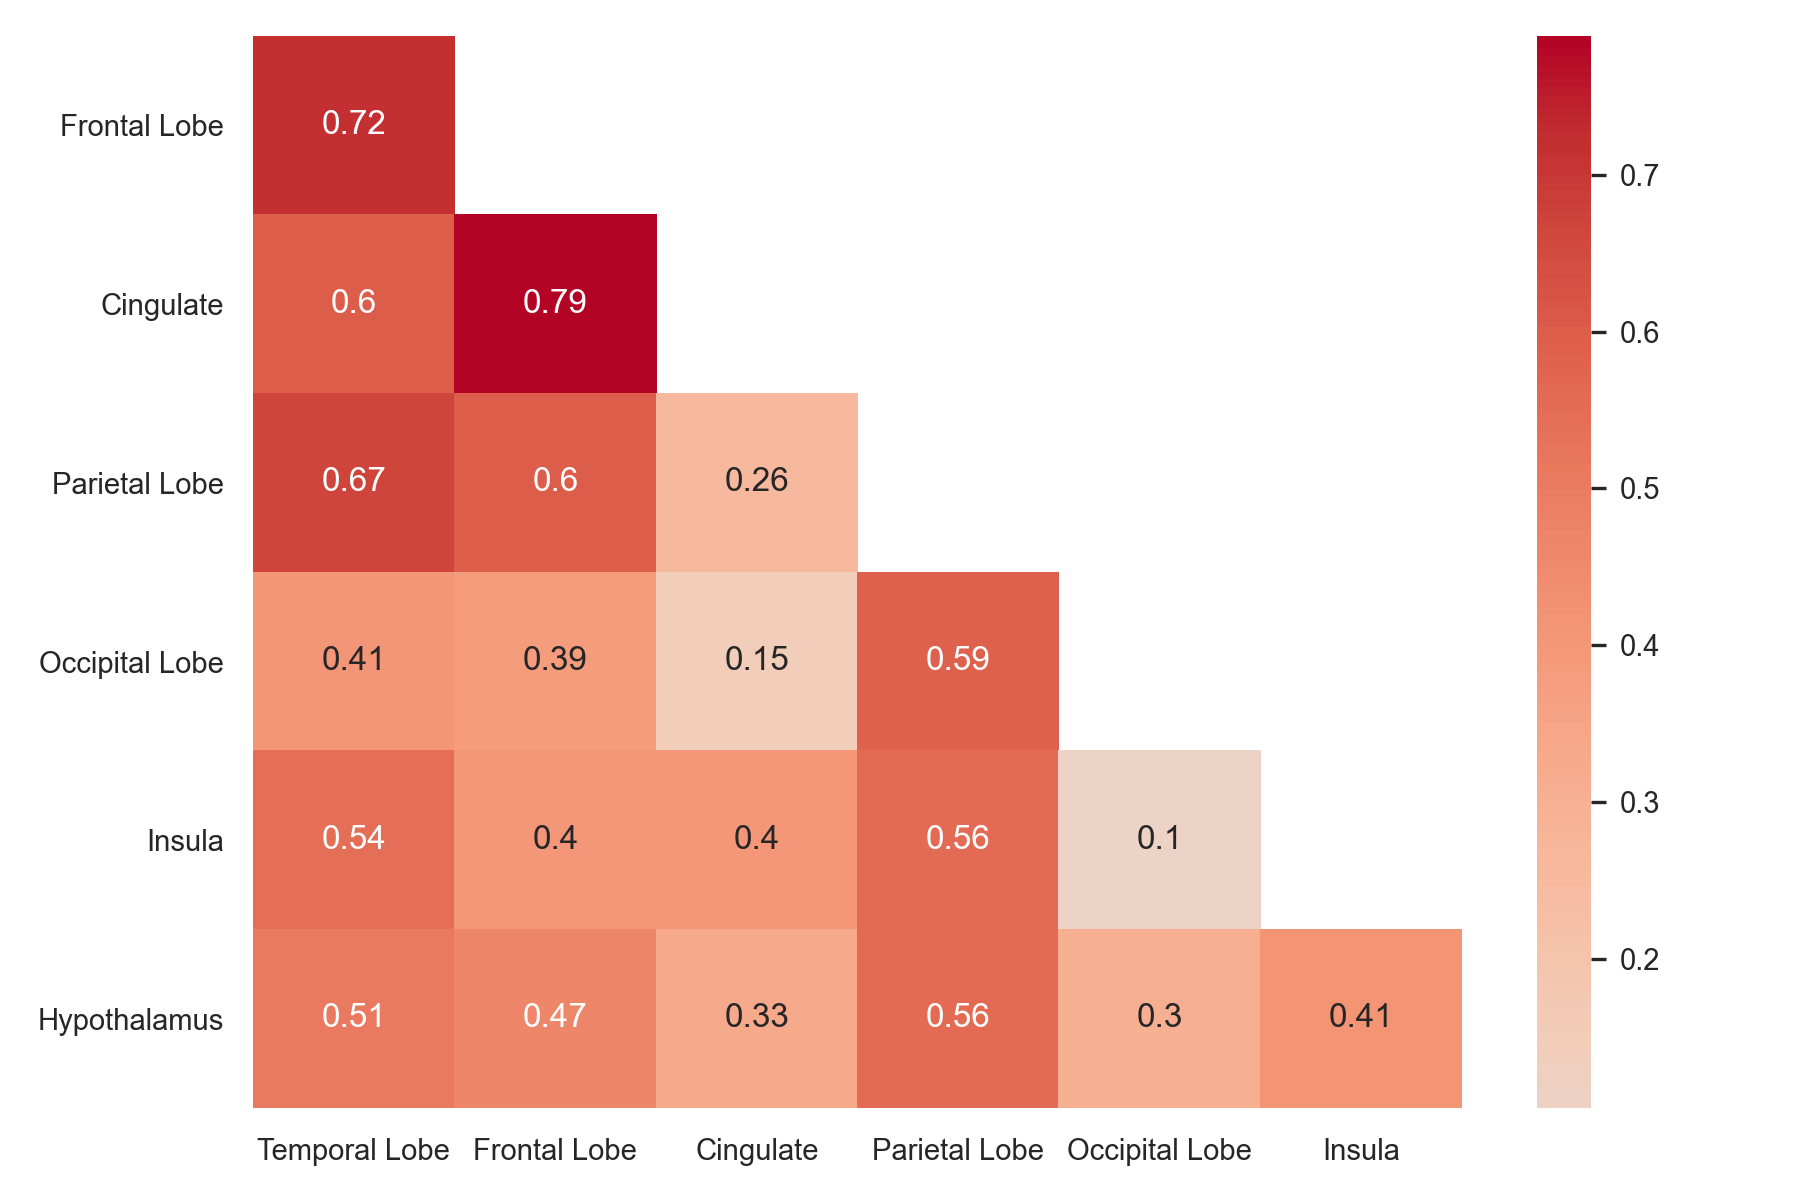 Frontal Lobe 0.72
Cingulate 0.6 0.79
Parietal Lobe 0.67 0.6 0.26
Occipital Lobe 0.41 0.39 0.15 0.59
Insula 0.54 0.4 0.4 0.56 0.1
Hypothalamus 0.51 0.47 0.33 0.56 0.3 0.41
Temporal Lobe Frontal Lobe Cingulate Parietal Lobe Occipital Lobe Insula
0.7
0.6
0.5
0.4
0.3
0.2